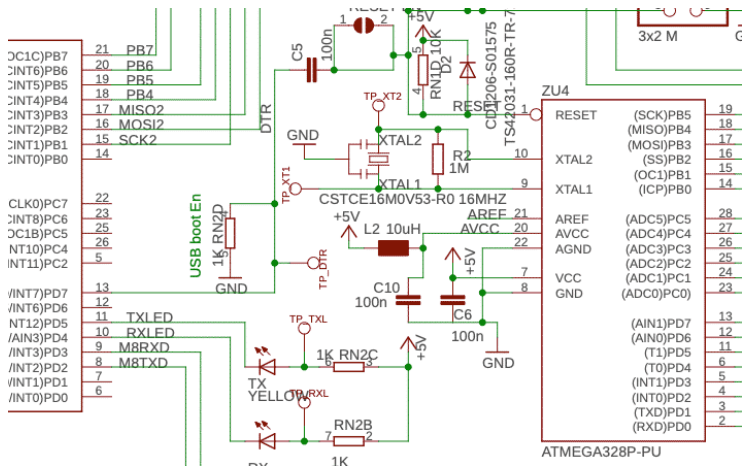 1 2
+5V
3x2 M
OC1C)PB7 21 PB7
CINT6)PB6 20 PB6
CINT5)PB5 19 PB5
CINT4)PB4 18 PB4
CINT3)PB3 17 MISO2
CINT2)PB2 16 MOSI2
CINT1)PB1 15 SCK2
CINT0)PB0 14
CLK0)PC7 22
CINT8)PC6 23
OC1B)PC5 25
NT10)PC4 26
INT11)PC2 5
/INT7)PD7 13
/INT6)PD6 12
NT12)PD5 11 TXLED
/AIN3)PD4 10 RXLED
/INT3)PD3 9 M8RXD
/INT2)PD2 8 M8TXD
/INT1)PD1 7
/INT0)PD0 6
DTR
C5
100n
RN1D 10K
5
4
D2
CD1206-S01575
TS42031-160R-TR-7
RESET
TP_XT2
GND
XTAL2
R2
1M
TP_XT1
XTAL1
CSTCE16M0V53-R0 16MHZ
USB boot En
1K RN2D
GND
TP_DTR
+5V
L2 10uH
AREF
AVCC
+5V
C10
100n
C6
100n
GND
TP_TXL
1K RN2C
6 3
+5V
TX
YELLOW
TP_RXL
RN2B
7 2
1K
ZU4
1 RESET
10 XTAL2
9 XTAL1
21 AREF
20 AVCC
22 AGND
7 VCC
8 GND
(SCK)PB5 19
(MISO)PB4 18
(MOSI)PB3 17
(SS)PB2 16
(OC1)PB1 15
(ICP)PB0 14
(ADC5)PC5 28
(ADC4)PC4 27
(ADC3)PC3 26
(ADC2)PC2 25
(ADC1)PC1 24
(ADC0)PC0) 23
(AIN1)PD7 13
(AIN0)PD6 12
(T1)PD5 11
(T0)PD4 6
(INT1)PD3 5
(INT0)PD2 4
(TXD)PD1 3
(RXD)PD0 2
ATMEGA328P-PU